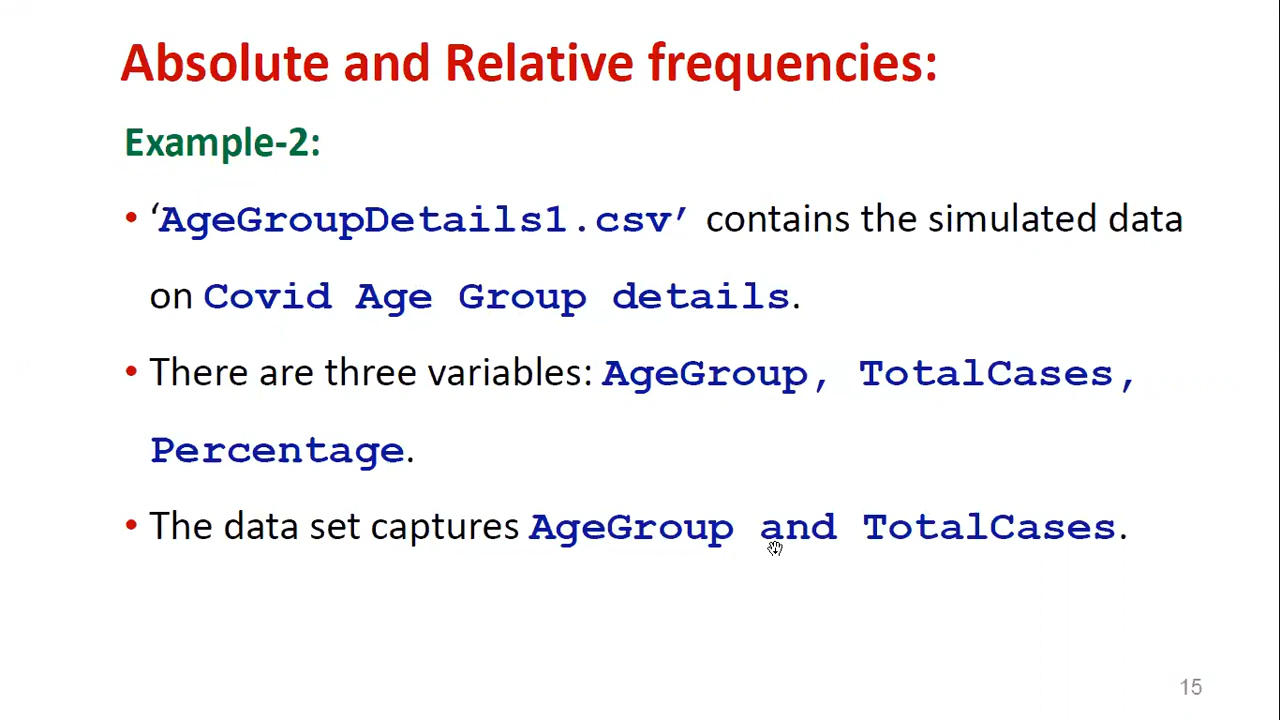 Absolute and Relative frequencies:
Example-2:
• ‘AgeGroupDetails1.csv’ contains the simulated data
on Covid Age Group details.
• There are three variables: AgeGroup, TotalCases,
Percentage.
• The data set captures AgeGroup and TotalCases.
15